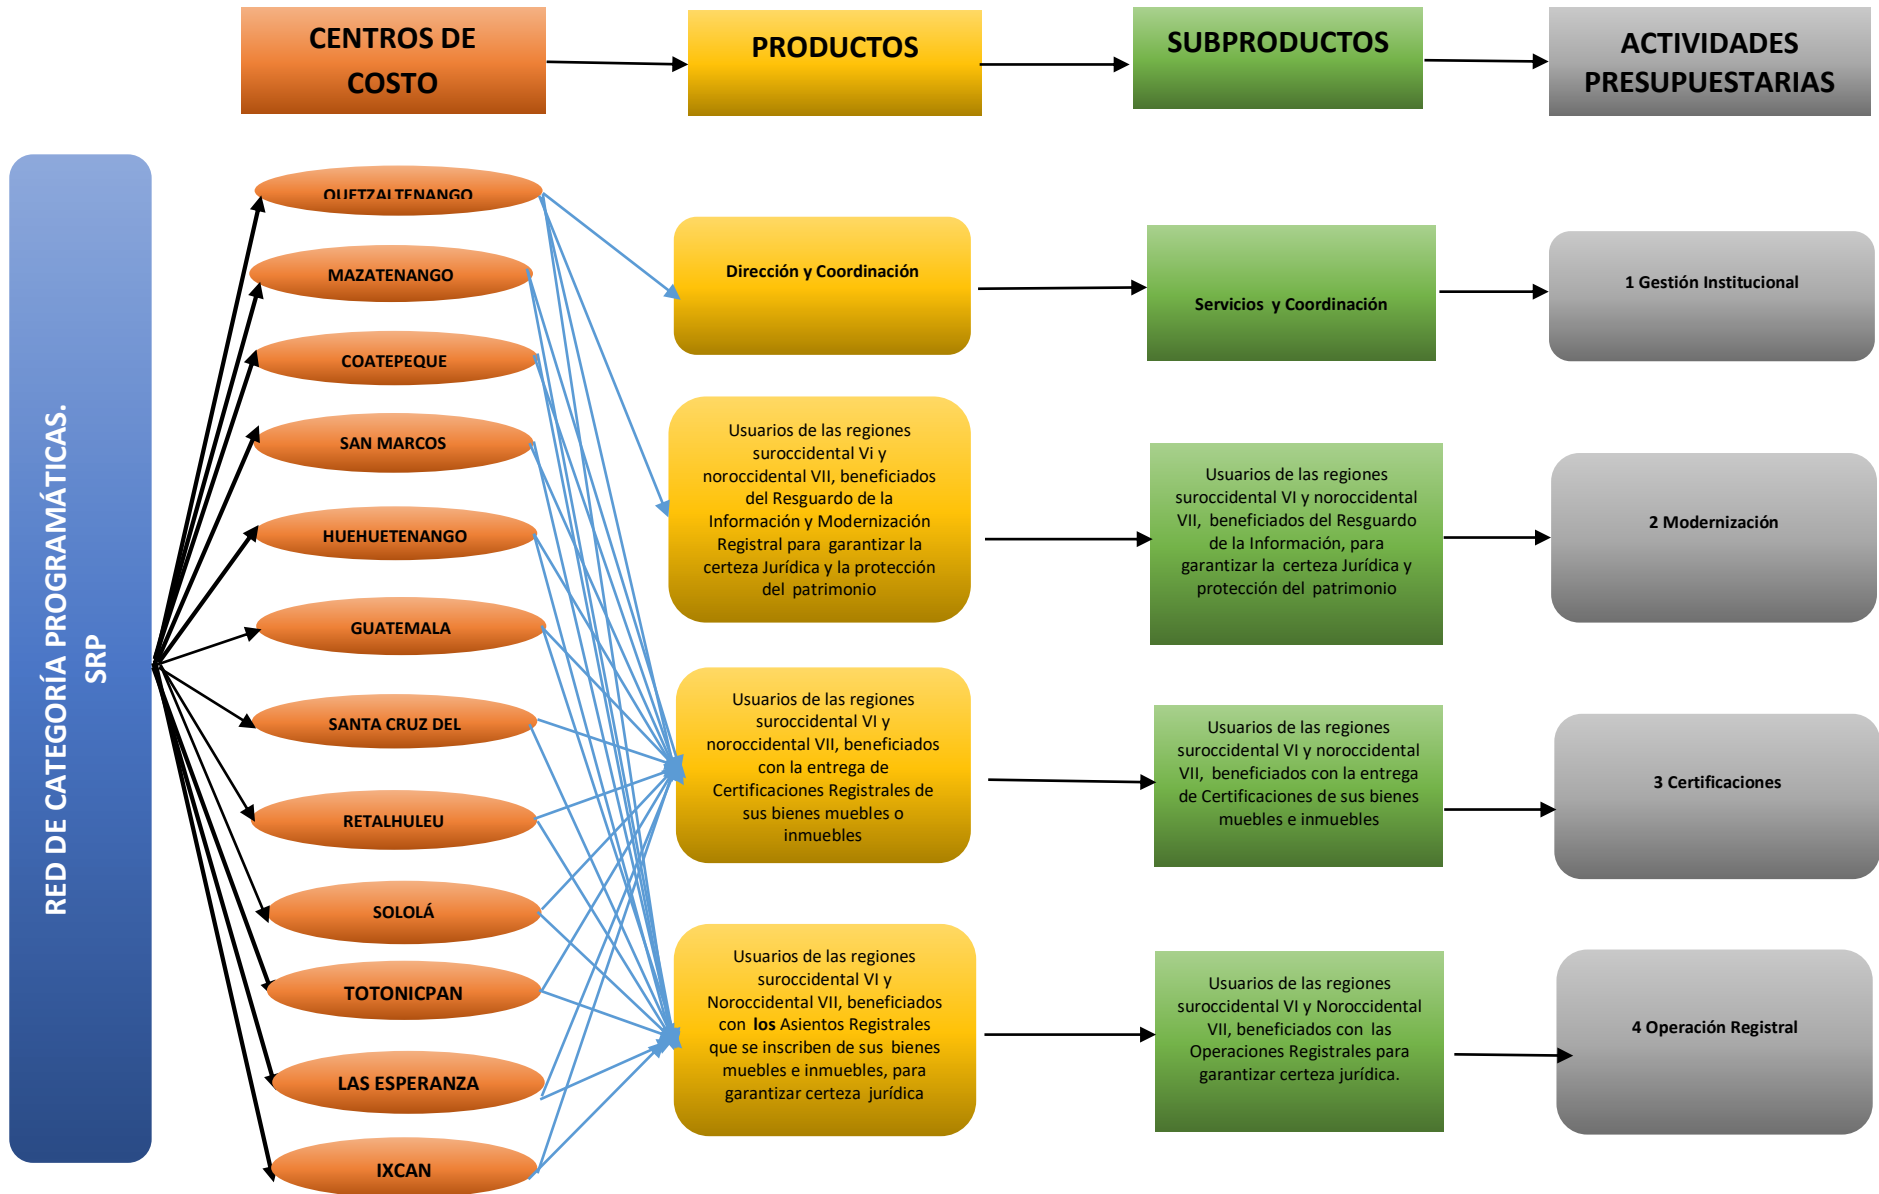 CENTROS DE
COSTO
PRODUCTOS
SUBPRODUCTOS
ACTIVIDADES
PRESUPUESTARIAS
RED DE CATEGORÍA PROGRAMÁTICAS.
SRP
QUETZALTENANGO
MAZATENANGO
COATEPEQUE
SAN MARCOS
HUEHUETENANGO
GUATEMALA
SANTA CRUZ DEL
RETALHULEU
SOLOLÁ
TOTONICPAN
LAS ESPERANZA
IXCAN
Dirección y Coordinación
Servicios y Coordinación
1 Gestión Institucional
Usuarios de las regiones
suroccidental Vi y
noroccidental VII, beneficiados
del Resguardo de la
Información y Modernización
Registral para garantizar la
certeza Jurídica y la protección
del patrimonio
Usuarios de las regiones
suroccidental VI y noroccidental
VII, beneficiados del Resguardo
de la Información, para
garantizar la certeza Jurídica y
protección del patrimonio
2 Modernización
Usuarios de las regiones
suroccidental VI y
noroccidental VII, beneficiados
con la entrega de
Certificaciones Registrales de
sus bienes muebles o
inmuebles
Usuarios de las regiones
suroccidental VI y noroccidental
VII, beneficiados con la entrega
de Certificaciones de sus bienes
muebles e inmuebles
3 Certificaciones
Usuarios de las regiones
suroccidental VI y
Noroccidental VII, beneficiados
con los Asientos Registrales
que se inscriben de sus bienes
muebles e inmuebles, para
garantizar certeza jurídica
Usuarios de las regiones
suroccidental VI y Noroccidental
VII, beneficiados con las
Operaciones Registrales para
garantizar certeza jurídica.
4 Operación Registral